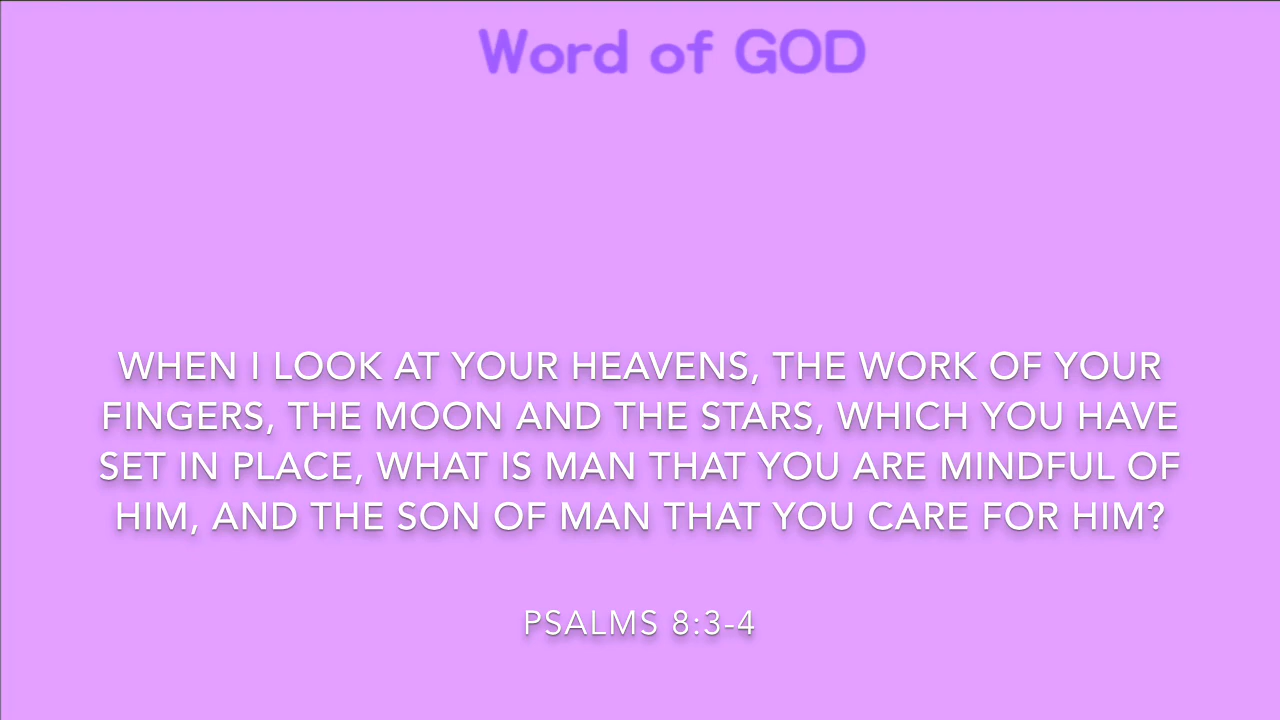 Word of GOD
WHEN I LOOK AT YOUR HEAVENS, THE WORK OF YOUR
FINGERS, THE MOON AND THE STARS, WHICH YOU HAVE
SET IN PLACE, WHAT IS MAN THAT YOU ARE MINDFUL OF
HIM, AND THE SON OF MAN THAT YOU CARE FOR HIM?
PSALMS 8:3-4